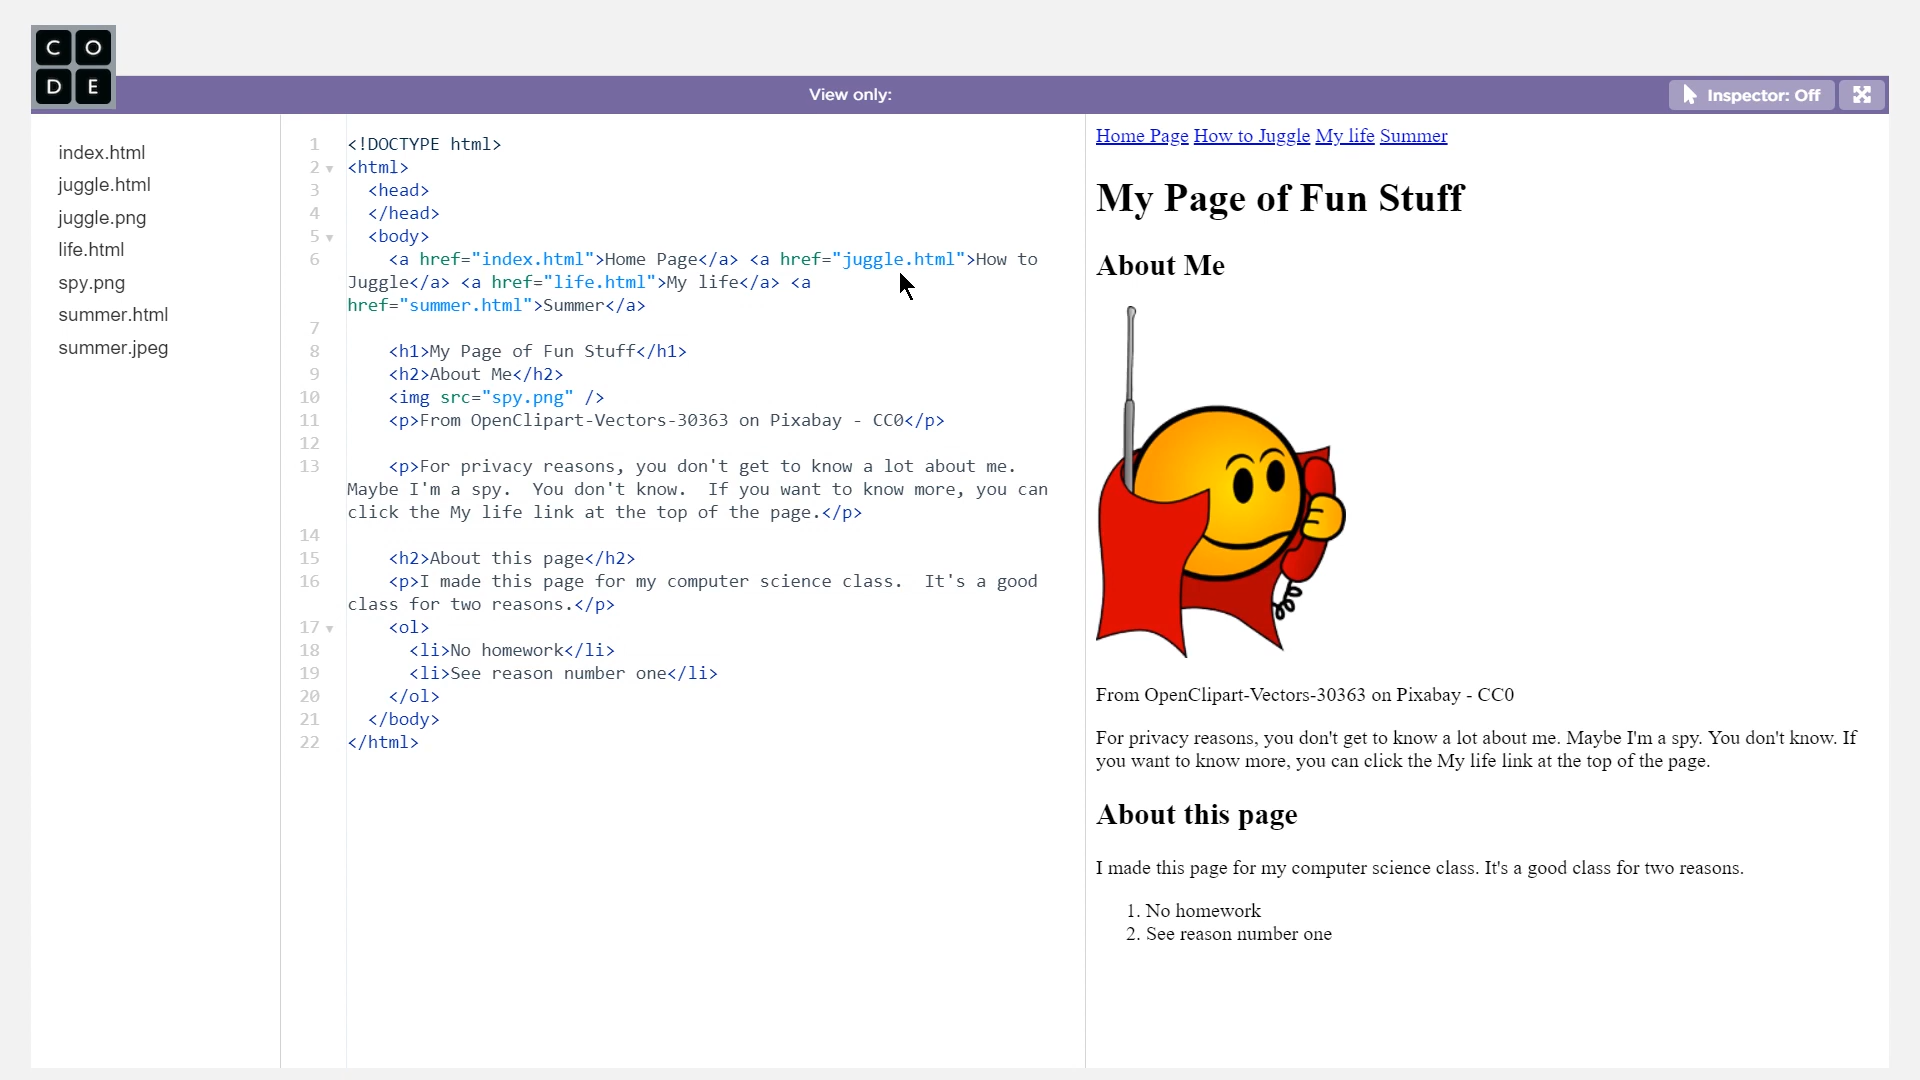 C O
D E
View only:
Inspector: Off
index.html
juggle.html
juggle.png
life.html
spy.png
summer.html
summer.jpeg
1 <!DOCTYPE html>
2 <html>
3 <head>
4 </head>
5 <body>
6 <a href="index.html">Home Page</a> <a href="juggle.html">How to
Juggle</a> <a href="life.html">My life</a> <a
href="summer.html">Summer</a>
7
8 <h1>My Page of Fun Stuff</h1>
9 <h2>About Me</h2>
10 <img src="spy.png" />
11 <p>From OpenClipart-Vectors-30363 on Pixabay - CC0</p>
12
13 <p>For privacy reasons, you don't get to know a lot about me.
Maybe I'm a spy.  You don't know.  If you want to know more, you can
click the My life link at the top of the page.</p>
14
15 <h2>About this page</h2>
16 <p>I made this page for my computer science class.  It's a good
class for two reasons.</p>
17 <ol>
18 <li>No homework</li>
19 <li>See reason number one</li>
20 </ol>
21 </body>
22 </html>
Home Page How to Juggle My life Summer
My Page of Fun Stuff
About Me
From OpenClipart-Vectors-30363 on Pixabay - CC0
For privacy reasons, you don't get to know a lot about me. Maybe I'm a spy. You don't know. If
you want to know more, you can click the My life link at the top of the page.
About this page
I made this page for my computer science class. It's a good class for two reasons.
1. No homework
2. See reason number one